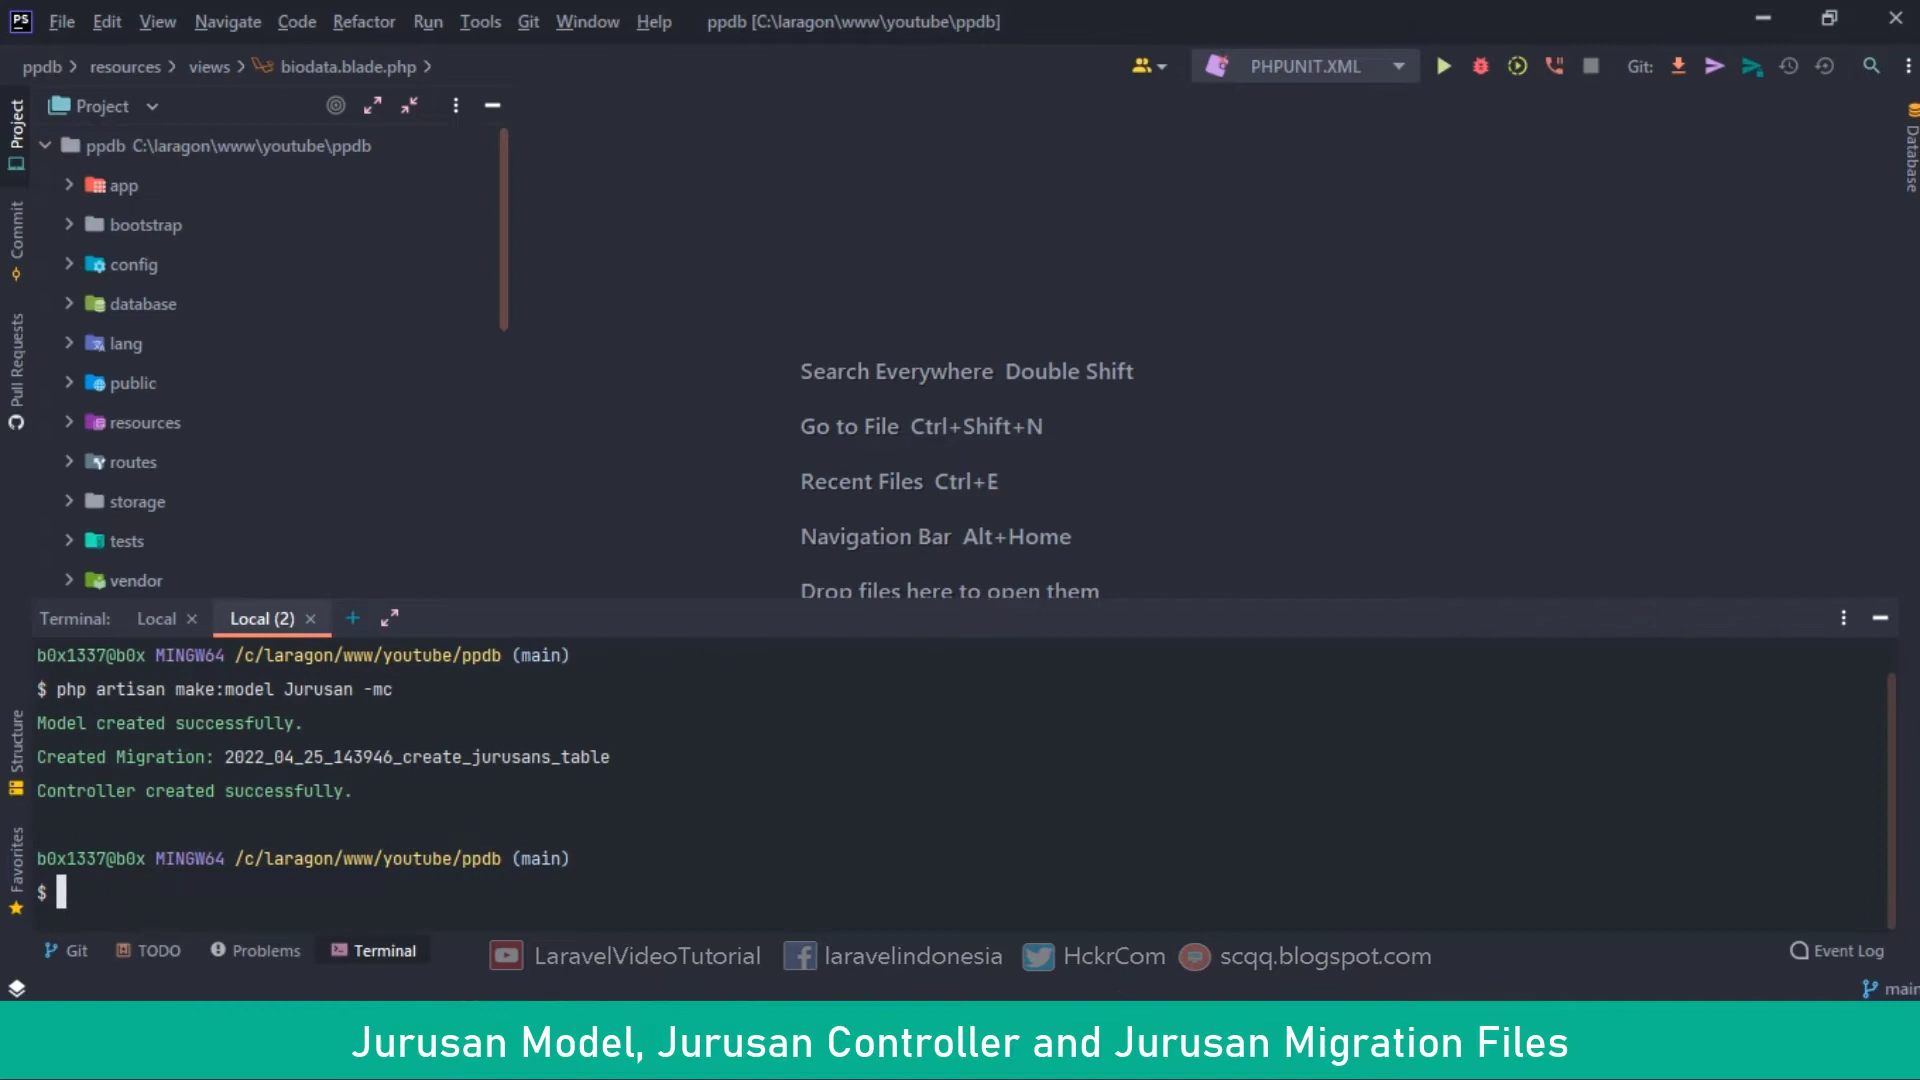 PS File Edit View Navigate Code Refactor Run Tools Git Window Help ppdb [C:\laragon\www\youtube\ppdb]
ppdb resources views biodata.blade.php PHPUNIT.XML Git:
Project
Project
Database
ppdb C:\laragon\www\youtube\ppdb
app
bootstrap
Commit
config
database
lang
Pull Requests
public
resources
routes
storage
tests
vendor
Search Everywhere Double Shift
Go to File Ctrl+Shift+N
Recent Files Ctrl+E
Navigation Bar Alt+Home
Drop files here to open them
Terminal: Local Local (2)
b0x1337@b0x MINGW64 /c/laragon/www/youtube/ppdb (main)
$ php artisan make:model Jurusan -mc
Model created successfully.
Created Migration: 2022_04_25_143946_create_jurusans_table
Controller created successfully.
Structure
b0x1337@b0x MINGW64 /c/laragon/www/youtube/ppdb (main)
$
Favorites
Git TODO Problems Terminal LaravelVideoTutorial laravelindonesia HckrCom scqq.blogspot.com Event Log
main
Jurusan Model, Jurusan Controller and Jurusan Migration Files